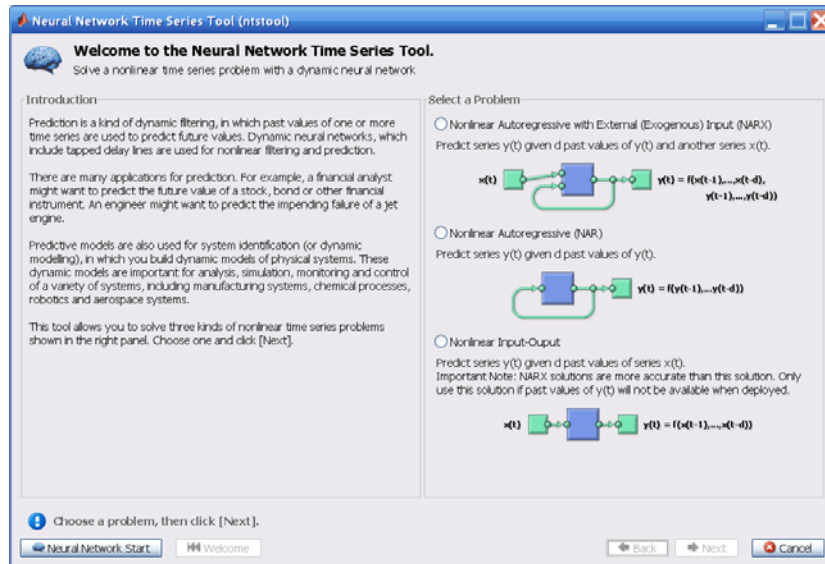 Neural Network Time Series Tool (ntstool)
Welcome to the Neural Network Time Series Tool.
Solve a nonlinear time series problem with a dynamic neural network
Introduction
Prediction is a kind of dynamic filtering, in which past values of one or more
time series are used to predict future values. Dynamic neural networks, which
include tapped delay lines are used for nonlinear filtering and prediction.
There are many applications for prediction. For example, a financial analyst
might want to predict the future value of a stock, bond or other financial
instrument. An engineer might want to predict the impending failure of a jet
engine.
Predictive models are also used for system identification (or dynamic
modelling), in which you build dynamic models of physical systems. These
dynamic models are important for analysis, simulation, monitoring and control
of a variety of systems, including manufacturing systems, chemical processes,
robotics and aerospace systems.
This tool allows you to solve three kinds of nonlinear time series problems
shown in the right panel. Choose one and click [Next].
Select a Problem
Nonlinear Autoregressive with External (Exogenous) Input (NARX)
Predict series y(t) given d past values of y(t) and another series x(t).
x(t) y(t) = f(x(t-1),...,x(t-d),
y(t-1),...,y(t-d))
Nonlinear Autoregressive (NAR)
Predict series y(t) given d past values of y(t).
y(t) = f(y(t-1),...,y(t-d))
Nonlinear Input-Ouput
Predict series y(t) given d past values of series x(t).
Important Note: NARX solutions are more accurate than this solution. Only
use this solution if past values of y(t) will not be available when deployed.
x(t) y(t) = f(x(t-1),...,x(t-d))
Choose a problem, then click [Next].
Neural Network Start Welcome Back Next Cancel